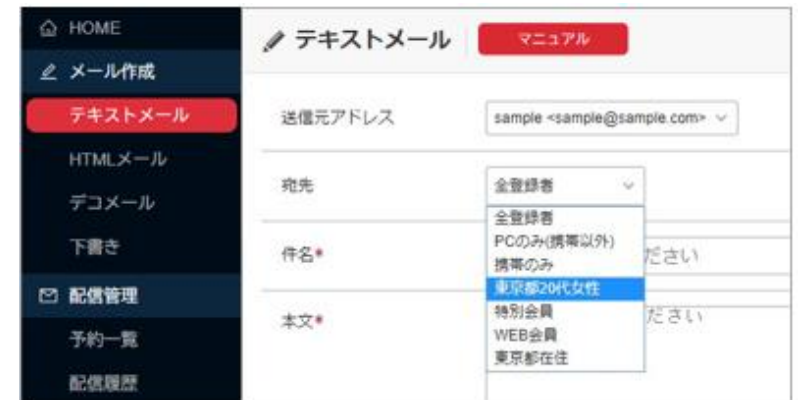 HOME
メール作成
テキストメール
HTMLメール
デコメール
下書き
配信管理
予約一覧
配信履歴
テキストメール
マニュアル
送信元アドレス
sample <sample@sample.com>
宛先
全登録者
全登録者
PCのみ(携帯以外)
携帯のみ
東京都20代女性
特別会員
WEB会員
東京都在住
件名*
ださい
本文*
ださい